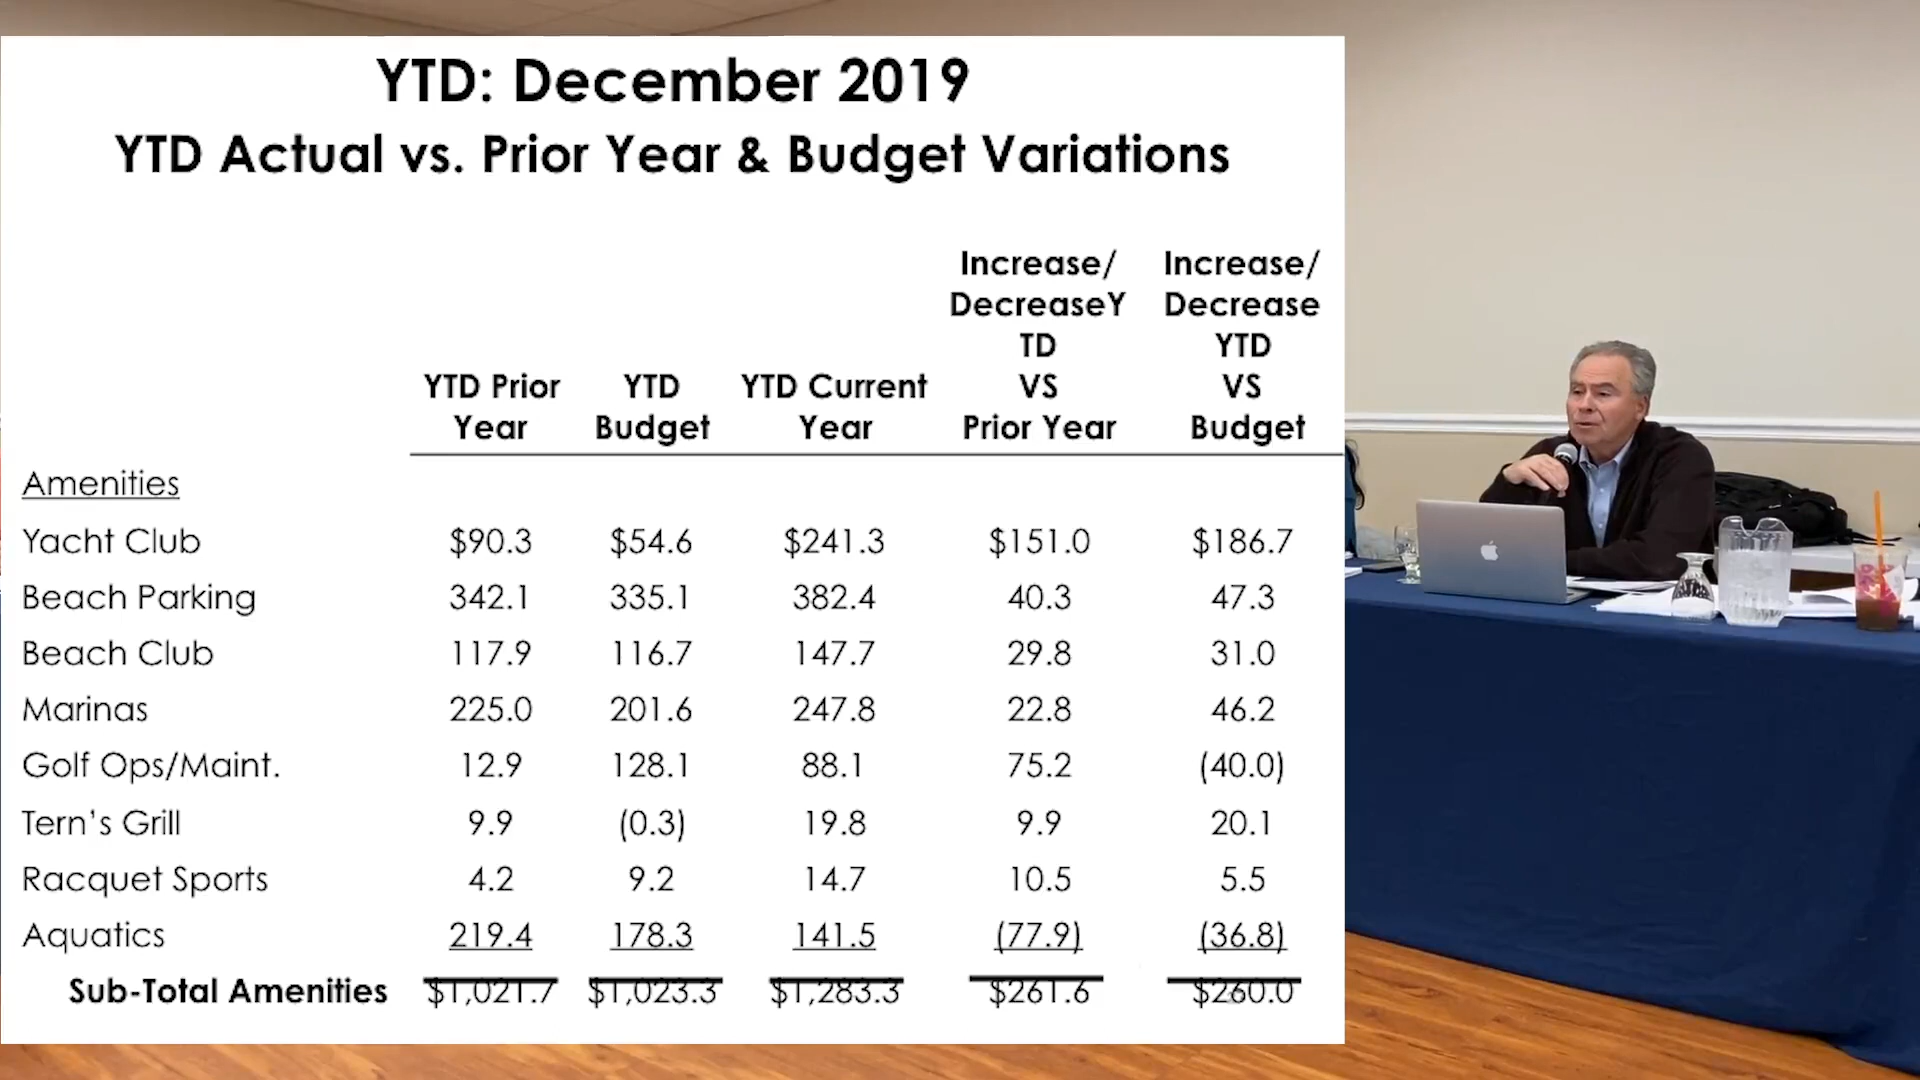 YTD: December 2019
YTD Actual vs. Prior Year & Budget Variations
YTD Prior Year YTD Budget YTD Current Year Increase/ DecreaseY TD VS Prior Year Increase/ Decrease YTD VS Budget
Amenities
Yacht Club $90.3 $54.6 $241.3 $151.0 $186.7
Beach Parking 342.1 335.1 382.4 40.3 47.3
Beach Club 117.9 116.7 147.7 29.8 31.0
Marinas 225.0 201.6 247.8 22.8 46.2
Golf Ops/Maint. 12.9 128.1 88.1 75.2 (40.0)
Tern's Grill 9.9 (0.3) 19.8 9.9 20.1
Racquet Sports 4.2 9.2 14.7 10.5 5.5
Aquatics 219.4 178.3 141.5 (77.9) (36.8)
Sub-Total Amenities $1,021.7 $1,023.3 $1,283.3 $261.6 $260.0